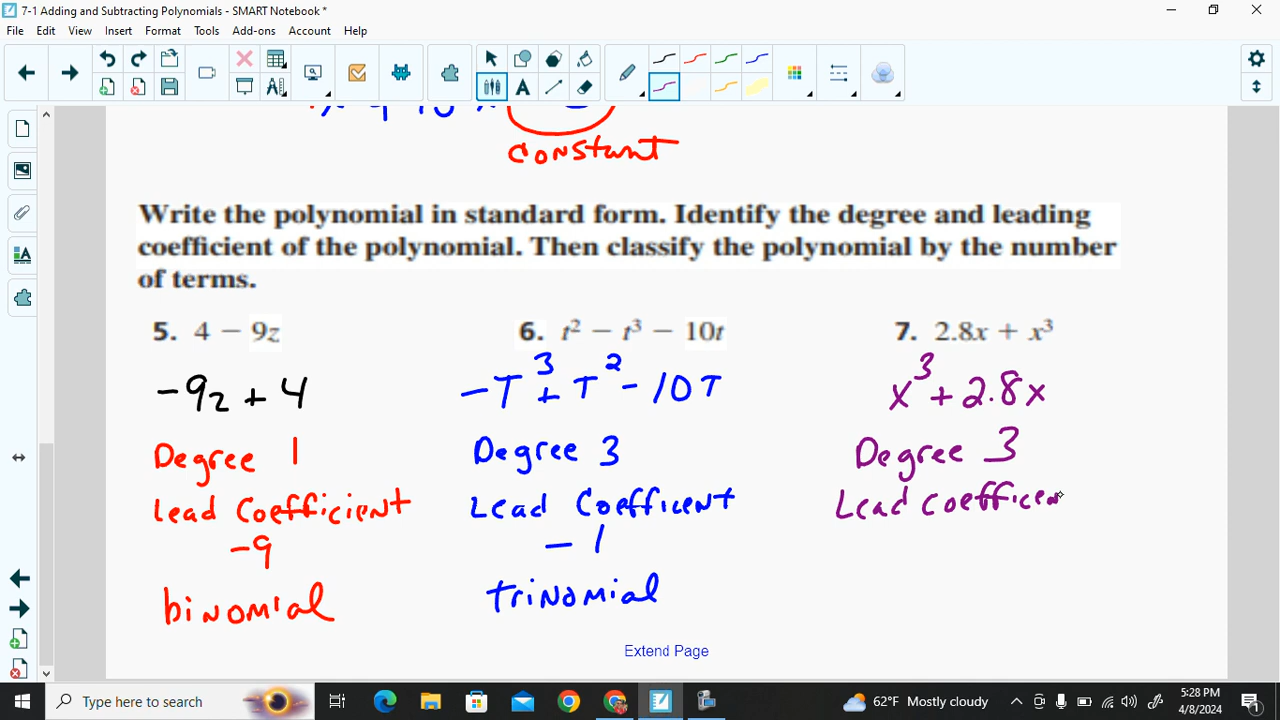 7-1 Adding and Subtracting Polynomials - SMART Notebook *
File Edit View Insert Format Tools Add-ons Account Help
constant
Write the polynomial in standard form. Identify the degree and leading
coefficient of the polynomial. Then classify the polynomial by the number
of terms.
5. 4 − 9z
6. t² − t³ − 10t
7. 2.8x + x³
-9z + 4
-T³ + T² - 10T
x³ + 2.8x
Degree 1
Degree 3
Degree 3
Lead Coefficient
Lead Coefficent
Lead coefficen
-9
-1
binomial
trinomial
Extend Page
Type here to search
62°F Mostly cloudy
5:28 PM
4/8/2024
1